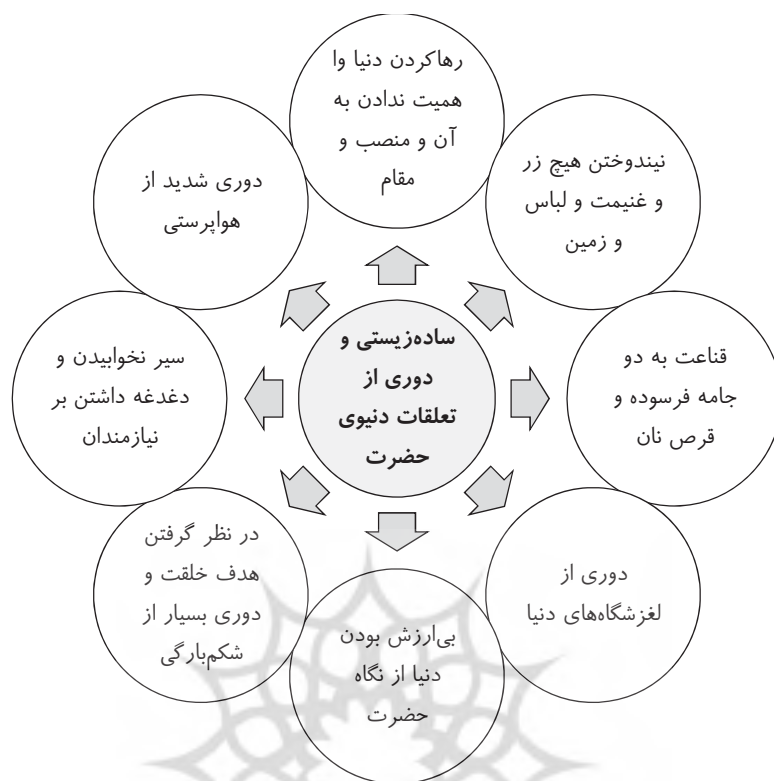 رهاکردن دنیا وا
همیت ندادن به
آن و منصب و
مقام
نیندوختن هیچ زر
و غنیمت و لباس
و زمین
قناعت به دو
جامه فرسوده و
قرص نان
دوری از
لغزشگاه‌های دنیا
بی‌ارزش بودن
دنیا از نگاه
حضرت
در نظر گرفتن
هدف خلقت و
دوری بسیار از
شکم‌بارگی
سیر نخوابیدن و
دغدغه داشتن بر
نیازمندان
دوری شدید از
هواپرستی
ساده‌زیستی و
دوری از
تعلقات دنیوی
حضرت